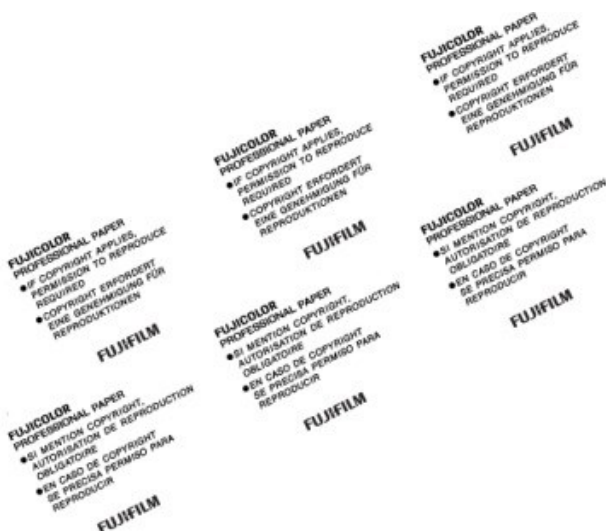 FUJICOLOR
PROFESSIONAL PAPER
●IF COPYRIGHT APPLIES,
PERMISSION TO REPRODUCE
REQUIRED
●COPYRIGHT ERFORDERT
EINE GENEHMIGUNG FÜR
REPRODUKTIONEN
FUJIFILM
FUJICOLOR
PROFESSIONAL PAPER
●IF COPYRIGHT APPLIES,
PERMISSION TO REPRODUCE
REQUIRED
●COPYRIGHT ERFORDERT
EINE GENEHMIGUNG FÜR
REPRODUKTIONEN
FUJIFILM
FUJICOLOR
PROFESSIONAL PAPER
●IF COPYRIGHT APPLIES,
PERMISSION TO REPRODUCE
REQUIRED
●COPYRIGHT ERFORDERT
EINE GENEHMIGUNG FÜR
REPRODUKTIONEN
FUJIFILM
FUJICOLOR
PROFESSIONAL PAPER
●SI MENTION COPYRIGHT,
AUTORISATION DE REPRODUCTION
OBLIGATOIRE
●EN CASO DE COPYRIGHT
SE PRECISA PERMISO PARA
REPRODUCIR
FUJIFILM
FUJICOLOR
PROFESSIONAL PAPER
●SI MENTION COPYRIGHT,
AUTORISATION DE REPRODUCTION
OBLIGATOIRE
●EN CASO DE COPYRIGHT
SE PRECISA PERMISO PARA
REPRODUCIR
FUJIFILM
FUJICOLOR
PROFESSIONAL PAPER
●SI MENTION COPYRIGHT,
AUTORISATION DE REPRODUCTION
OBLIGATOIRE
●EN CASO DE COPYRIGHT
SE PRECISA PERMISO PARA
REPRODUCIR
FUJIFILM